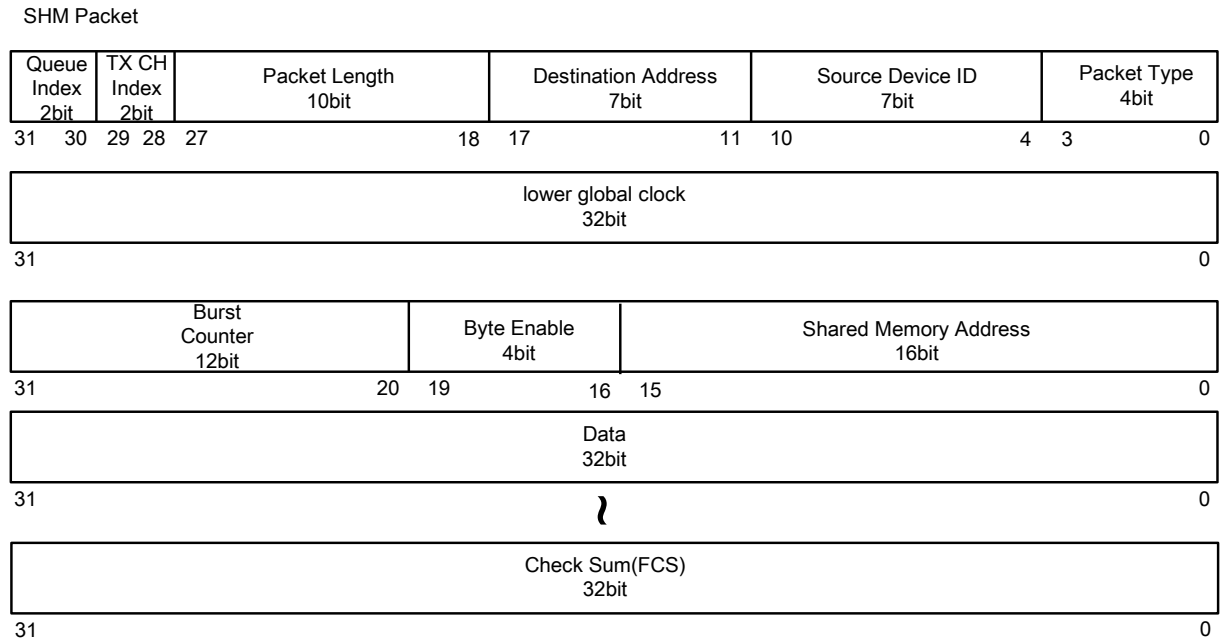 SHM Packet
Queue Index 2bit
TX CH Index 2bit
Packet Length 10bit
Destination Address 7bit
Source Device ID 7bit
Packet Type 4bit
31 30 29 28 27 18 17 11 10 4 3 0
lower global clock
32bit
31 0
Burst Counter 12bit
Byte Enable 4bit
Shared Memory Address 16bit
31 20 19 16 15 0
Data
32bit
31 0
~
Check Sum(FCS)
32bit
31 0